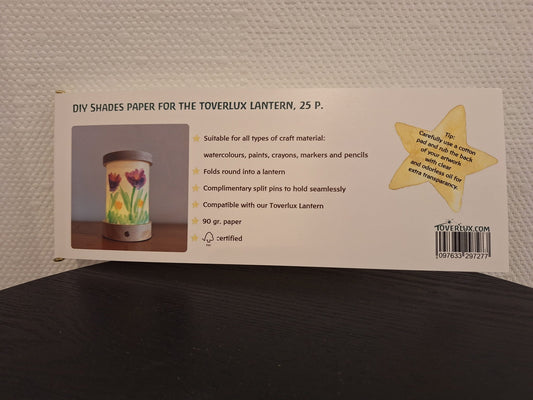 DIY SHADES PAPER FOR THE TOVERLUX LANTERN, 25 P.
Suitable for all types of craft material:
watercolours, paints, crayons, markers and pencils
Folds round into a lantern
Complimentary split pins to hold seamlessly
Compatible with our Toverlux Lantern
90 gr. paper
certified
Tip:
Carefully use a cotton
pad and rub the back
of your artwork
with clear
and odorless oil for
extra transparancy.
TOVERLUX.COM
097633 297277